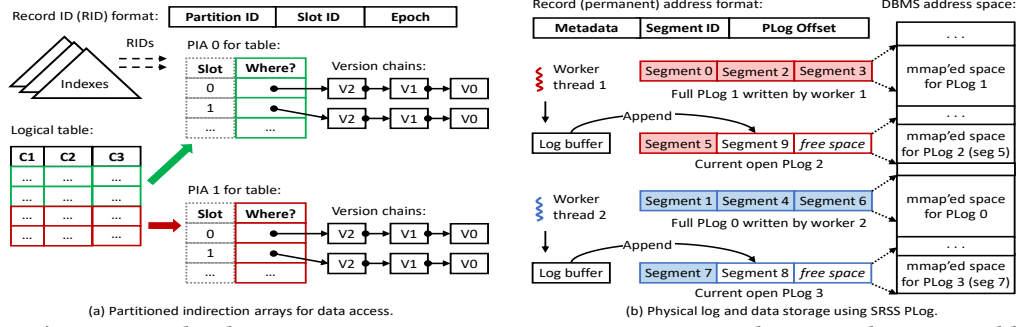 Record ID (RID) format:
Partition ID Slot ID Epoch
RIDs
Indexes
PIA 0 for table:
Slot Where? Version chains:
0
V2 V1 V0
1
V2 V1 V0
... ...
Logical table:
C1 C2 C3
... ... ...
... ... ...
... ... ...
... ... ...
PIA 1 for table:
Slot Where? Version chains:
0
V2 V1 V0
1
V2 V1 V0
... ...
(a) Partitioned indirection arrays for data access.
Record (permanent) address format:
Metadata Segment ID PLog Offset
DBMS address space:
. . .
Worker
thread 1
Segment 0 Segment 2 Segment 3
Full PLog 1 written by worker 1
mmap'ed space
for PLog 1
Append
Log buffer
Segment 5 Segment 9 free space
Current open PLog 2
. . .
mmap'ed space
for PLog 2 (seg 5)
Worker
thread 2
Segment 1 Segment 4 Segment 6
Full PLog 0 written by worker 2
mmap'ed space
for PLog 0
Append
Log buffer
Segment 7 Segment 8 free space
Current open PLog 3
. . .
mmap'ed space
for PLog 3 (seg 7)
(b) Physical log and data storage using SRSS PLog.